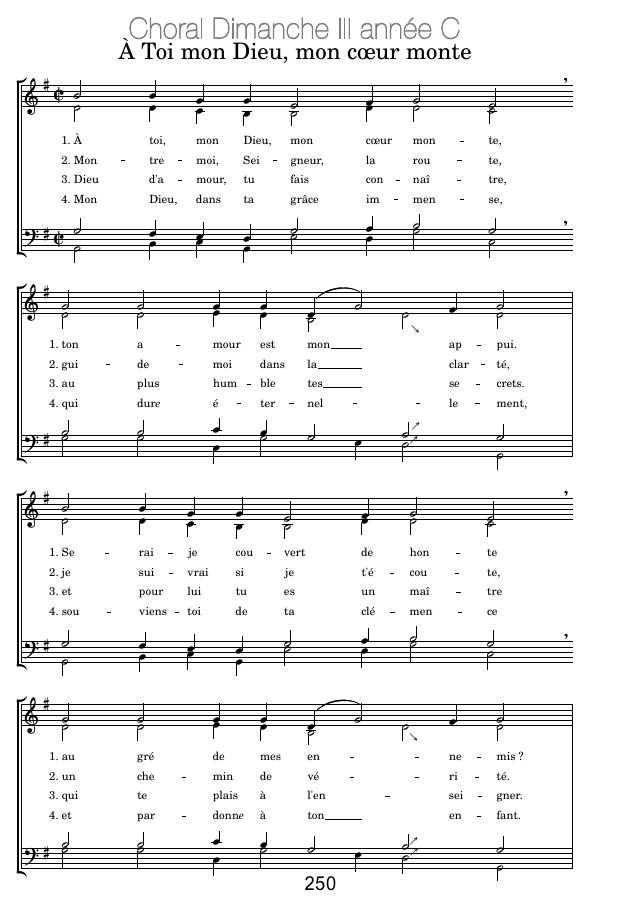 Choral Dimanche III année C
À Toi mon Dieu, mon cœur monte
1. À toi, mon Dieu, mon cœur mon - te,
2. Mon - tre - moi, Sei - gneur, la rou - te,
3. Dieu d'a - mour, tu fais con - naî - tre,
4. Mon Dieu, dans ta grâce im - men - se,
1. ton a - mour est mon____ ap - pui.
2. gui - de - moi dans la____ clar - té,
3. au plus hum - ble tes____ se - crets.
4. qui dure é - ter - nel - le - ment,
1. Se - rai - je cou - vert de hon - te
2. je sui - vrai si je t'é - cou - te,
3. et pour lui tu es un maî - tre
4. sou - viens - toi de ta clé - men - ce
1. au gré de mes en - ne - mis ?
2. un che - min de vé - ri - té.
3. qui te plais à l'en - sei - gner.
4. et par - donne à ton____ en - fant.
250